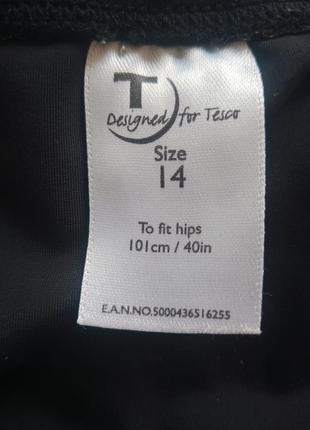 T
Designed for Tesco
Size
14
To fit hips
101cm / 40in
E.A.N.NO.5000436516255